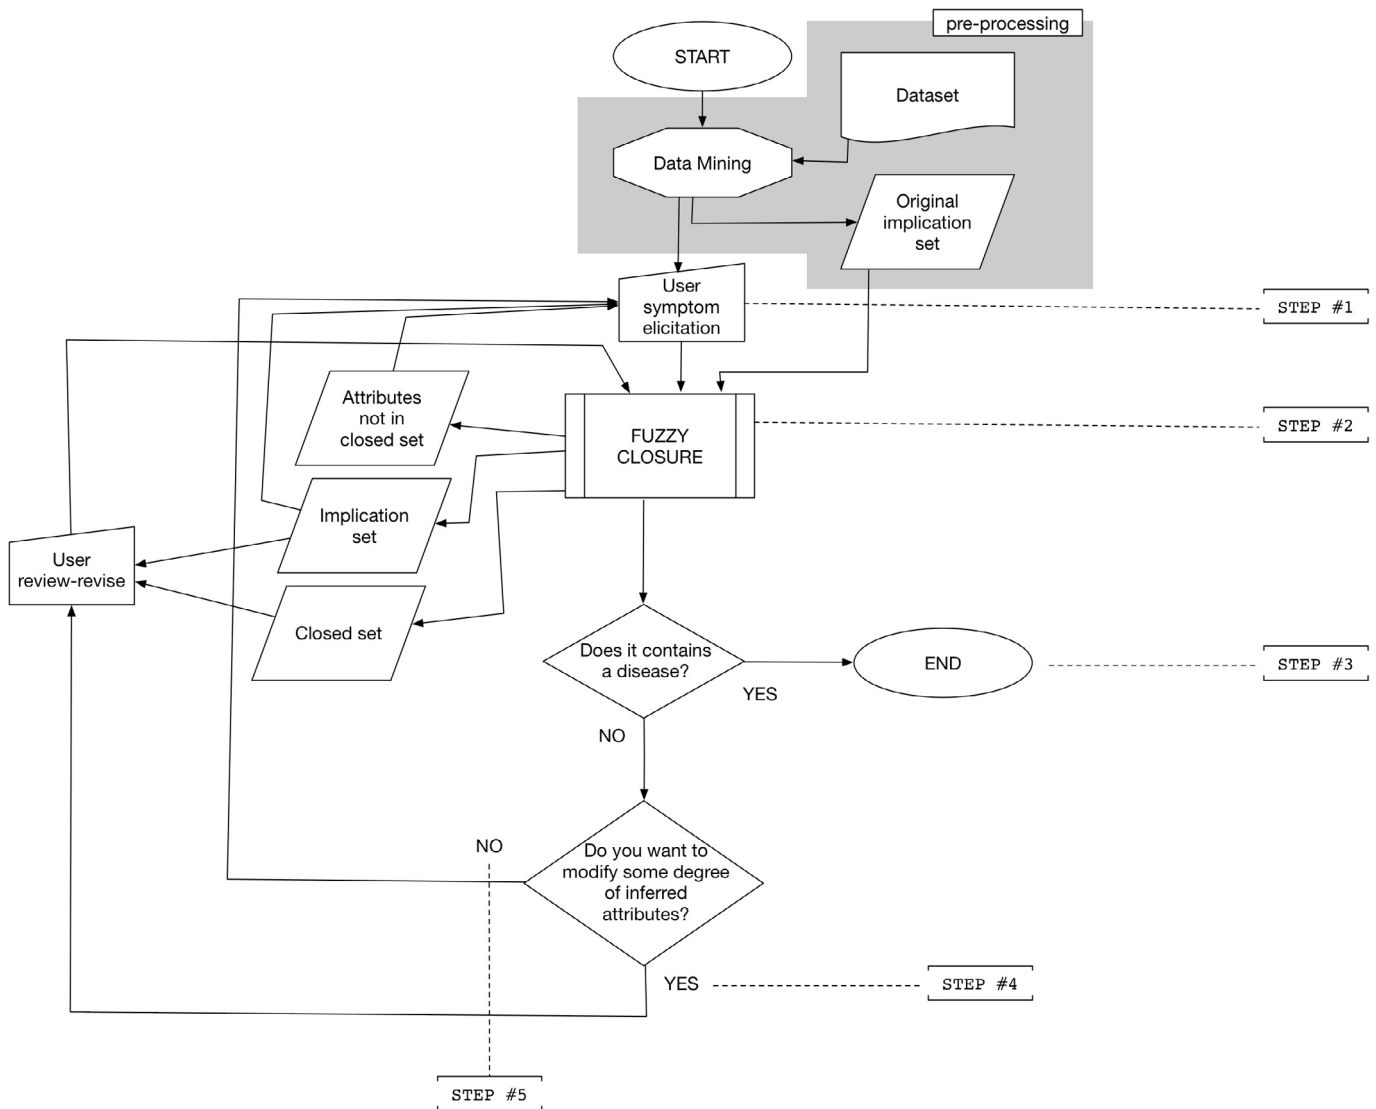 pre-processing
START
Dataset
Data Mining
Original
implication
set
User
symptom
elicitation
STEP #1
Attributes
not in
closed set
FUZZY
CLOSURE
STEP #2
Implication
set
User
review-revise
Closed set
Does it contains
a disease?
END
STEP #3
YES
NO
NO
Do you want to
modify some degree
of inferred
attributes?
YES
STEP #4
STEP #5